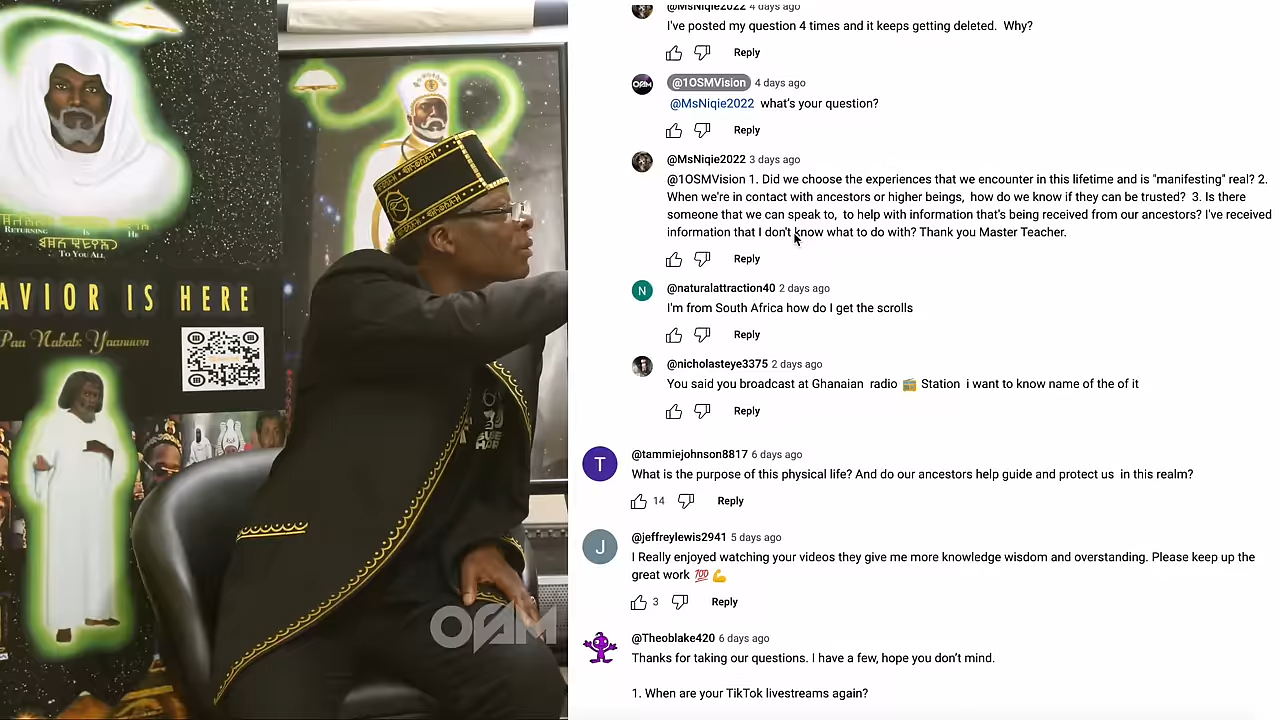 RETURNING IS HE
TO YOU ALL
AVIOR IS HERE
Paa Nabab: Yaanuwn
OSM
@MsNiqie2022 4 days ago
I've posted my question 4 times and it keeps getting deleted. Why?
Reply
@1OSMVision 4 days ago
@MsNiqie2022 what's your question?
Reply
@MsNiqie2022 3 days ago
@1OSMVision 1. Did we choose the experiences that we encounter in this lifetime and is "manifesting" real? 2.
When we're in contact with ancestors or higher beings, how do we know if they can be trusted? 3. Is there
someone that we can speak to, to help with information that's being received from our ancestors? I've received
information that I don't know what to do with? Thank you Master Teacher.
Reply
N
@naturalattraction40 2 days ago
I'm from South Africa how do I get the scrolls
Reply
@nicholasteye3375 2 days ago
You said you broadcast at Ghanaian radio 📻 Station i want to know name of the of it
Reply
T
@tammiejohnson8817 6 days ago
What is the purpose of this physical life? And do our ancestors help guide and protect us in this realm?
14 Reply
J
@jeffreylewis2941 5 days ago
I Really enjoyed watching your videos they give me more knowledge wisdom and overstanding. Please keep up the
great work 💯 💪
3 Reply
@Theoblake420 6 days ago
Thanks for taking our questions. I have a few, hope you don't mind.
1. When are your TikTok livestreams again?